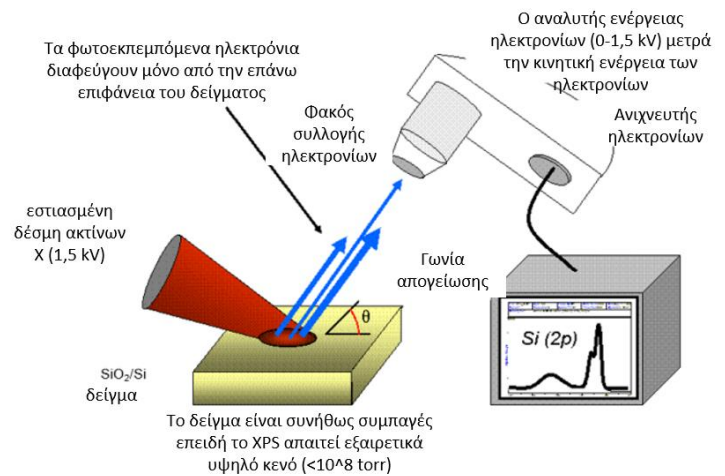 Τα φωτοεκπεμπόμενα ηλεκτρόνια
διαφεύγουν μόνο από την επάνω
επιφάνεια του δείγματος
Ο αναλυτής ενέργειας
ηλεκτρονίων (0-1,5 kV) μετρά
την κινητική ενέργεια των
ηλεκτρονίων
Φακός
συλλογής
ηλεκτρονίων
Ανιχνευτής
ηλεκτρονίων
εστιασμένη
δέσμη ακτίνων
Χ (1,5 kV)
Γωνία
απογείωσης
θ
Si (2p)
SiO2/Si
δείγμα
Το δείγμα είναι συνήθως συμπαγές
επειδή το XPS απαιτεί εξαιρετικά
υψηλό κενό (<10^8 torr)